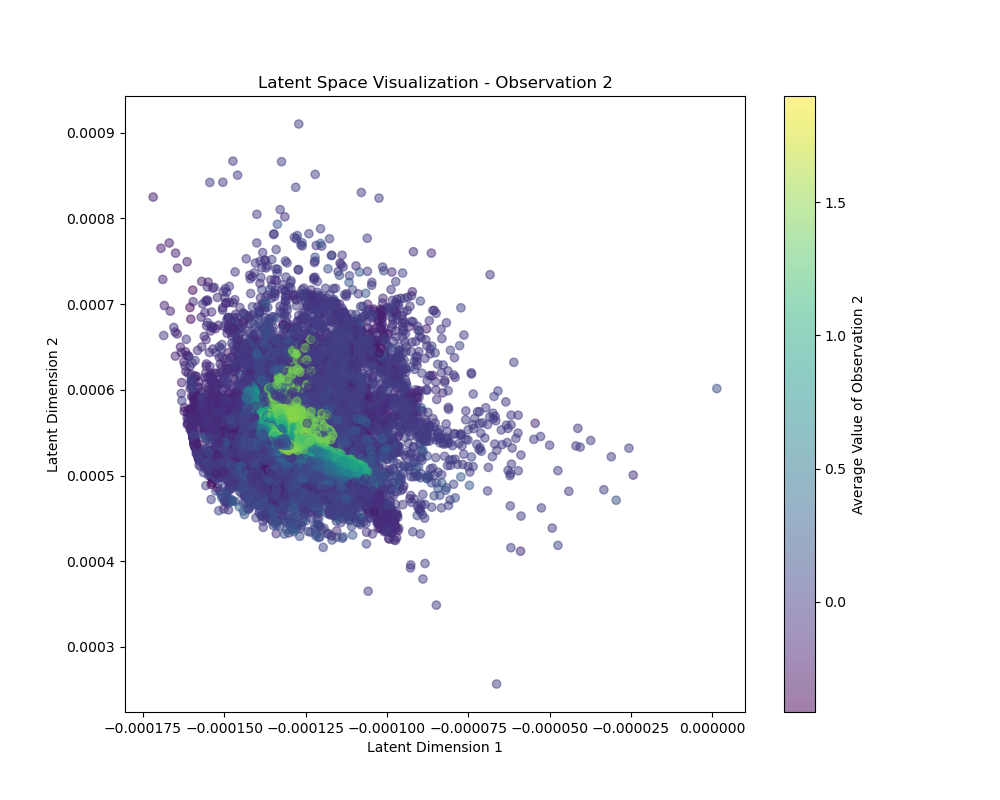 Latent Space Visualization - Observation 2
0.0009
0.0008
0.0007
0.0006
0.0005
0.0004
0.0003
Latent Dimension 2
−0.000175 −0.000150 −0.000125 −0.000100 −0.000075 −0.000050 −0.000025 0.000000
Latent Dimension 1
1.5
1.0
0.5
0.0
Average Value of Observation 2